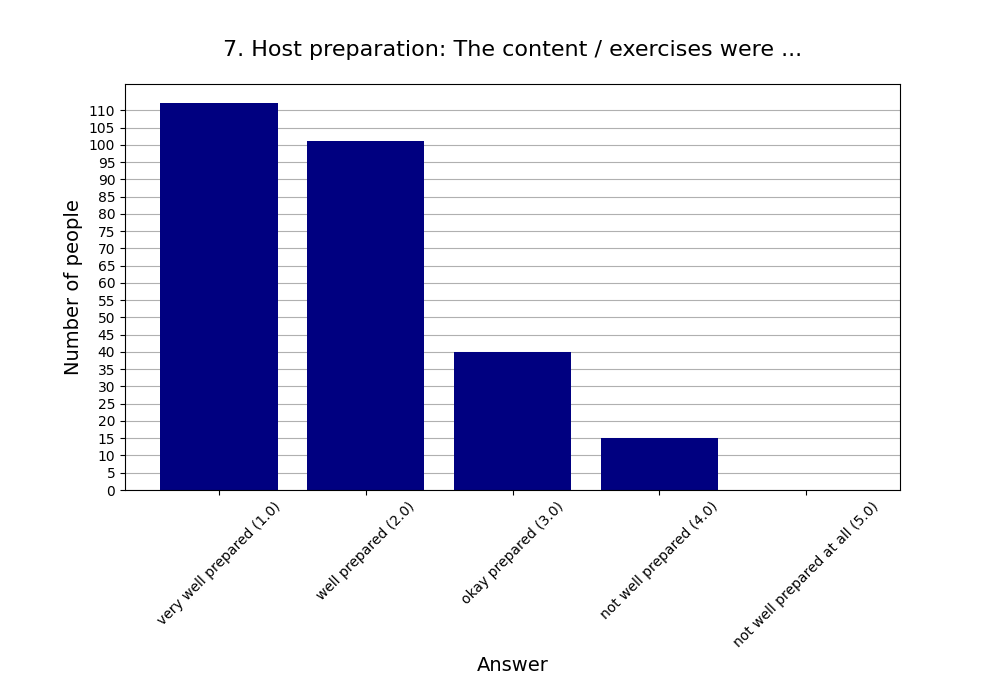 7. Host preparation: The content / exercises were ...
110
105
100
95
90
85
80
75
70
65
60
55
50
45
40
35
30
25
20
15
10
5
0
Number of people
very well prepared (1.0)
well prepared (2.0)
okay prepared (3.0)
not well prepared (4.0)
not well prepared at all (5.0)
Answer